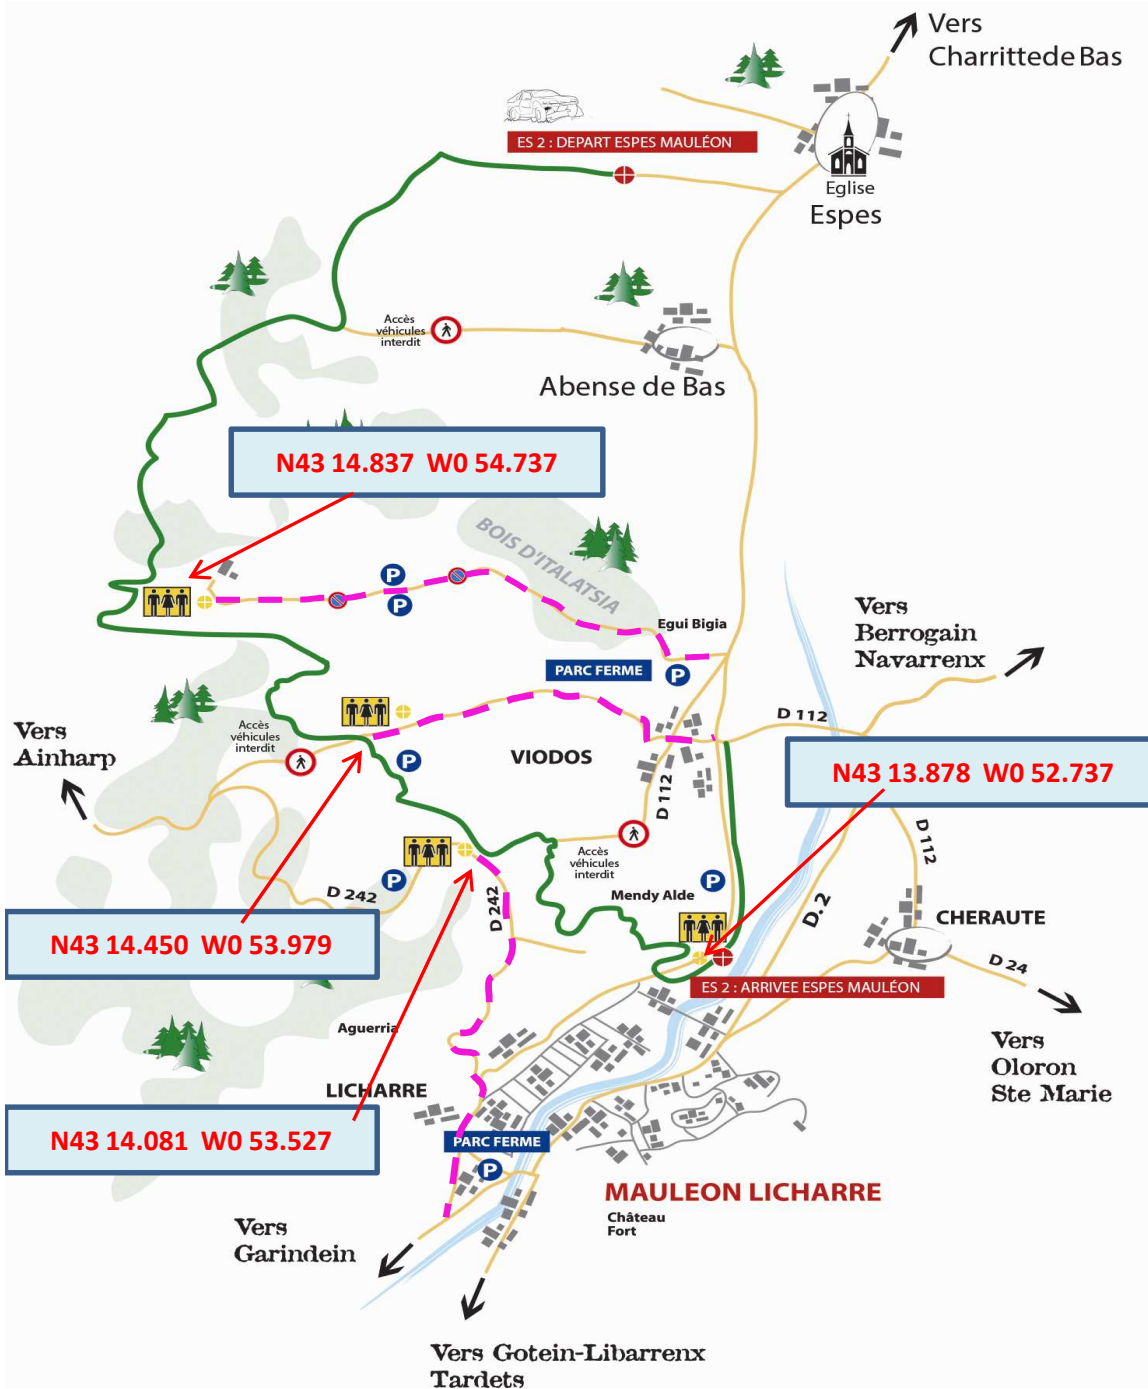 Vers
Charrittede Bas
ES 2 : DEPART ESPES MAULÉON
Eglise
Espes
Accès
véhicules
interdit
Abense de Bas
N43 14.837 W0 54.737
BOIS D'ITALATSIA
P
P
Egui Bigia
PARC FERME
P
Vers
Berrogain
Navarrenx
Vers
Ainharp
Accès
véhicules
interdit
P
VIODOS
D 112
D 112
N43 13.878 W0 52.737
D 112
Accès
véhicules
interdit
D 242
P
D 242
Mendy Alde
P
D.2
CHERAUTE
D 24
N43 14.450 W0 53.979
ES 2 : ARRIVEE ESPES MAULÉON
Aguerria
Vers
Oloron
Ste Marie
LICHARRE
N43 14.081 W0 53.527
PARC FERME
P
MAULEON LICHARRE
Château
Fort
Vers
Garindein
Vers Gotein-Libarrenx
Tardets